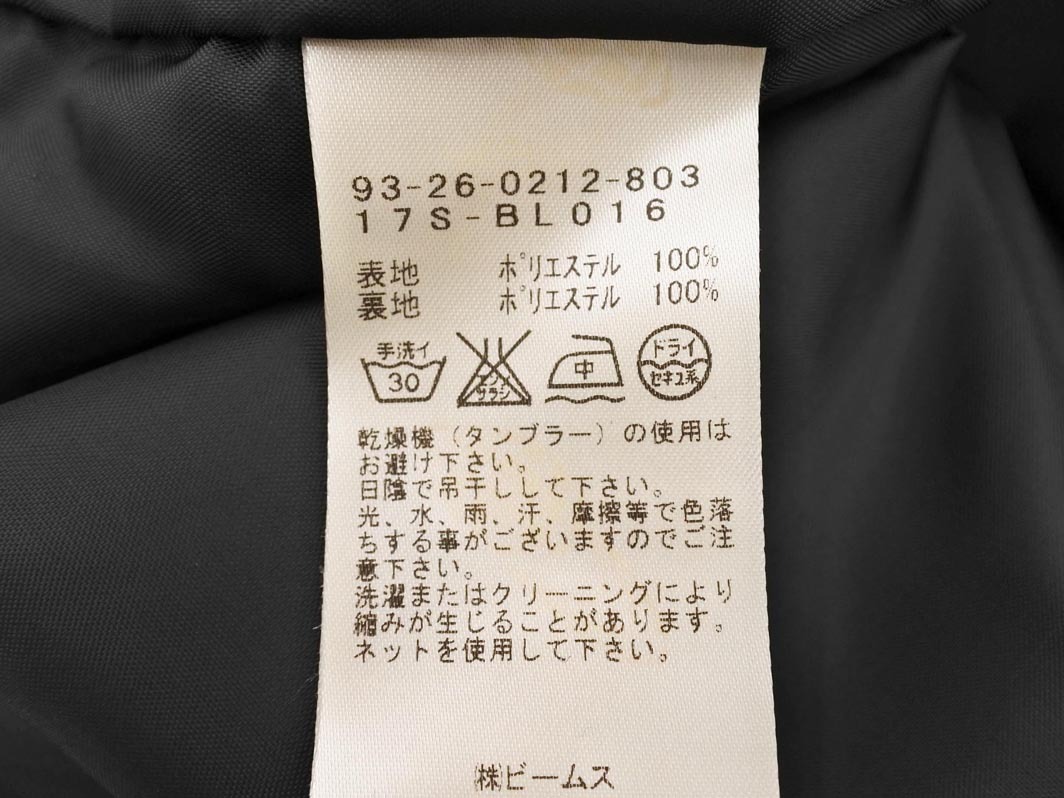 93-26-0212-803
17S-BL016
表地 ポリエステル 100%
裏地 ポリエステル 100%
手洗イ
30
エンソ
サラシ
中
ドライ
セキユ系
乾燥機（タンブラー）の使用は
お避け下さい。
日陰で吊干しして下さい。
光、水、雨、汗、摩擦等で色落
ちする事がございますのでご注
意下さい。
洗濯またはクリーニングにより
縮みが生じることがあります。
ネットを使用して下さい。
㈱ビームス